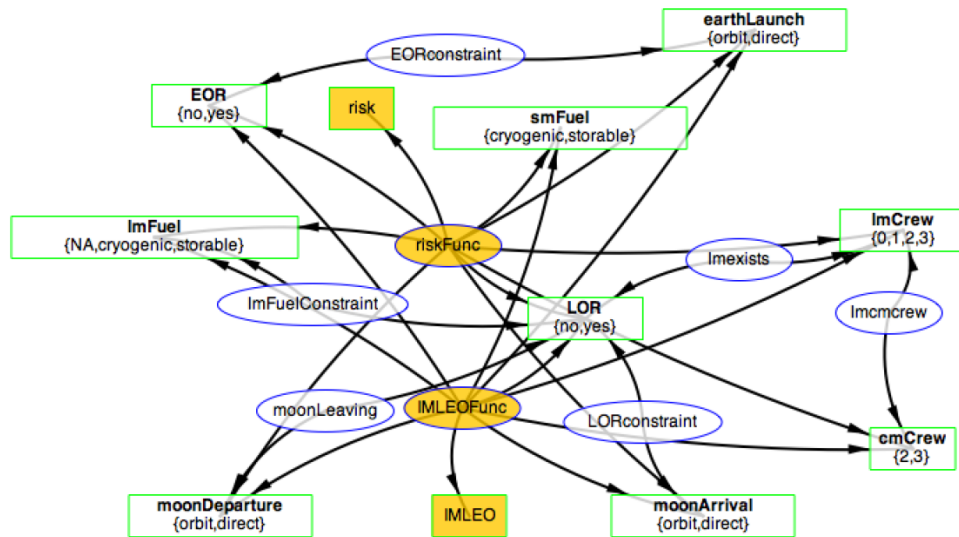 earthLaunch
{orbit,direct}
EORconstraint
EOR
{no,yes}
risk
smFuel
{cryogenic,storable}
lmFuel
{NA,cryogenic,storable}
riskFunc
lmCrew
{0,1,2,3}
lmexists
lmFuelConstraint
LOR
{no,yes}
lmcmcrew
moonLeaving
IMLEOFunc
LORconstraint
cmCrew
{2,3}
moonDeparture
{orbit,direct}
IMLEO
moonArrival
{orbit,direct}